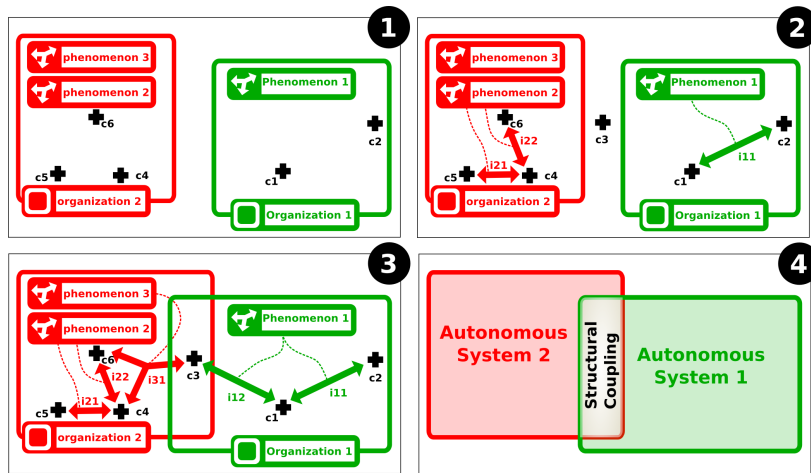 1
phenomenon 3
phenomenon 2
c6
c5
c4
organization 2
Phenomenon 1
c2
c1
Organization 1
2
phenomenon 3
phenomenon 2
c6
i22
c5
i21
c4
organization 2
c3
Phenomenon 1
c2
i11
c1
Organization 1
3
phenomenon 3
phenomenon 2
c6
i22
i31
c3
i21
c5
c4
organization 2
Phenomenon 1
c2
i12
i11
c1
Organization 1
4
Autonomous
System 2
Structural
Coupling
Autonomous
System 1